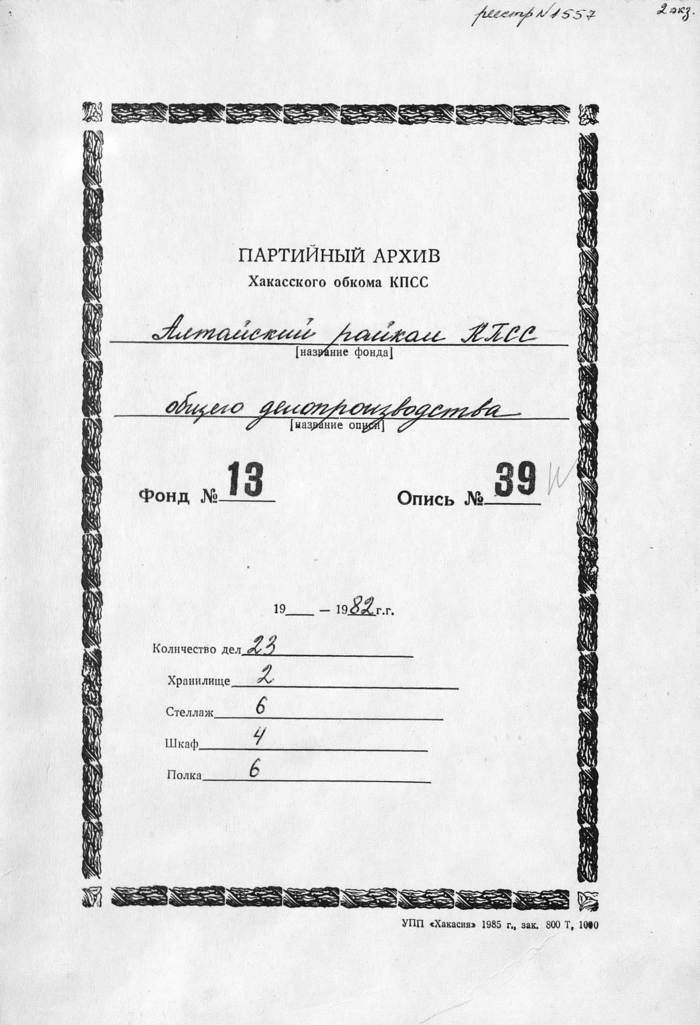 реестр N 1557
2 экз.
ПАРТИЙНЫЙ АРХИВ
Хакасского обкома КПСС
Алтайский райком КПСС
[название фонда]
общего делопроизводства
[название описи]
Фонд № 13
Опись № 39
19___ — 1982 г.г.
Количество дел 23
Хранилище 2
Стеллаж 6
Шкаф 4
Полка 6
УПП «Хакасия» 1985 г., зак. 800 Т, 1000